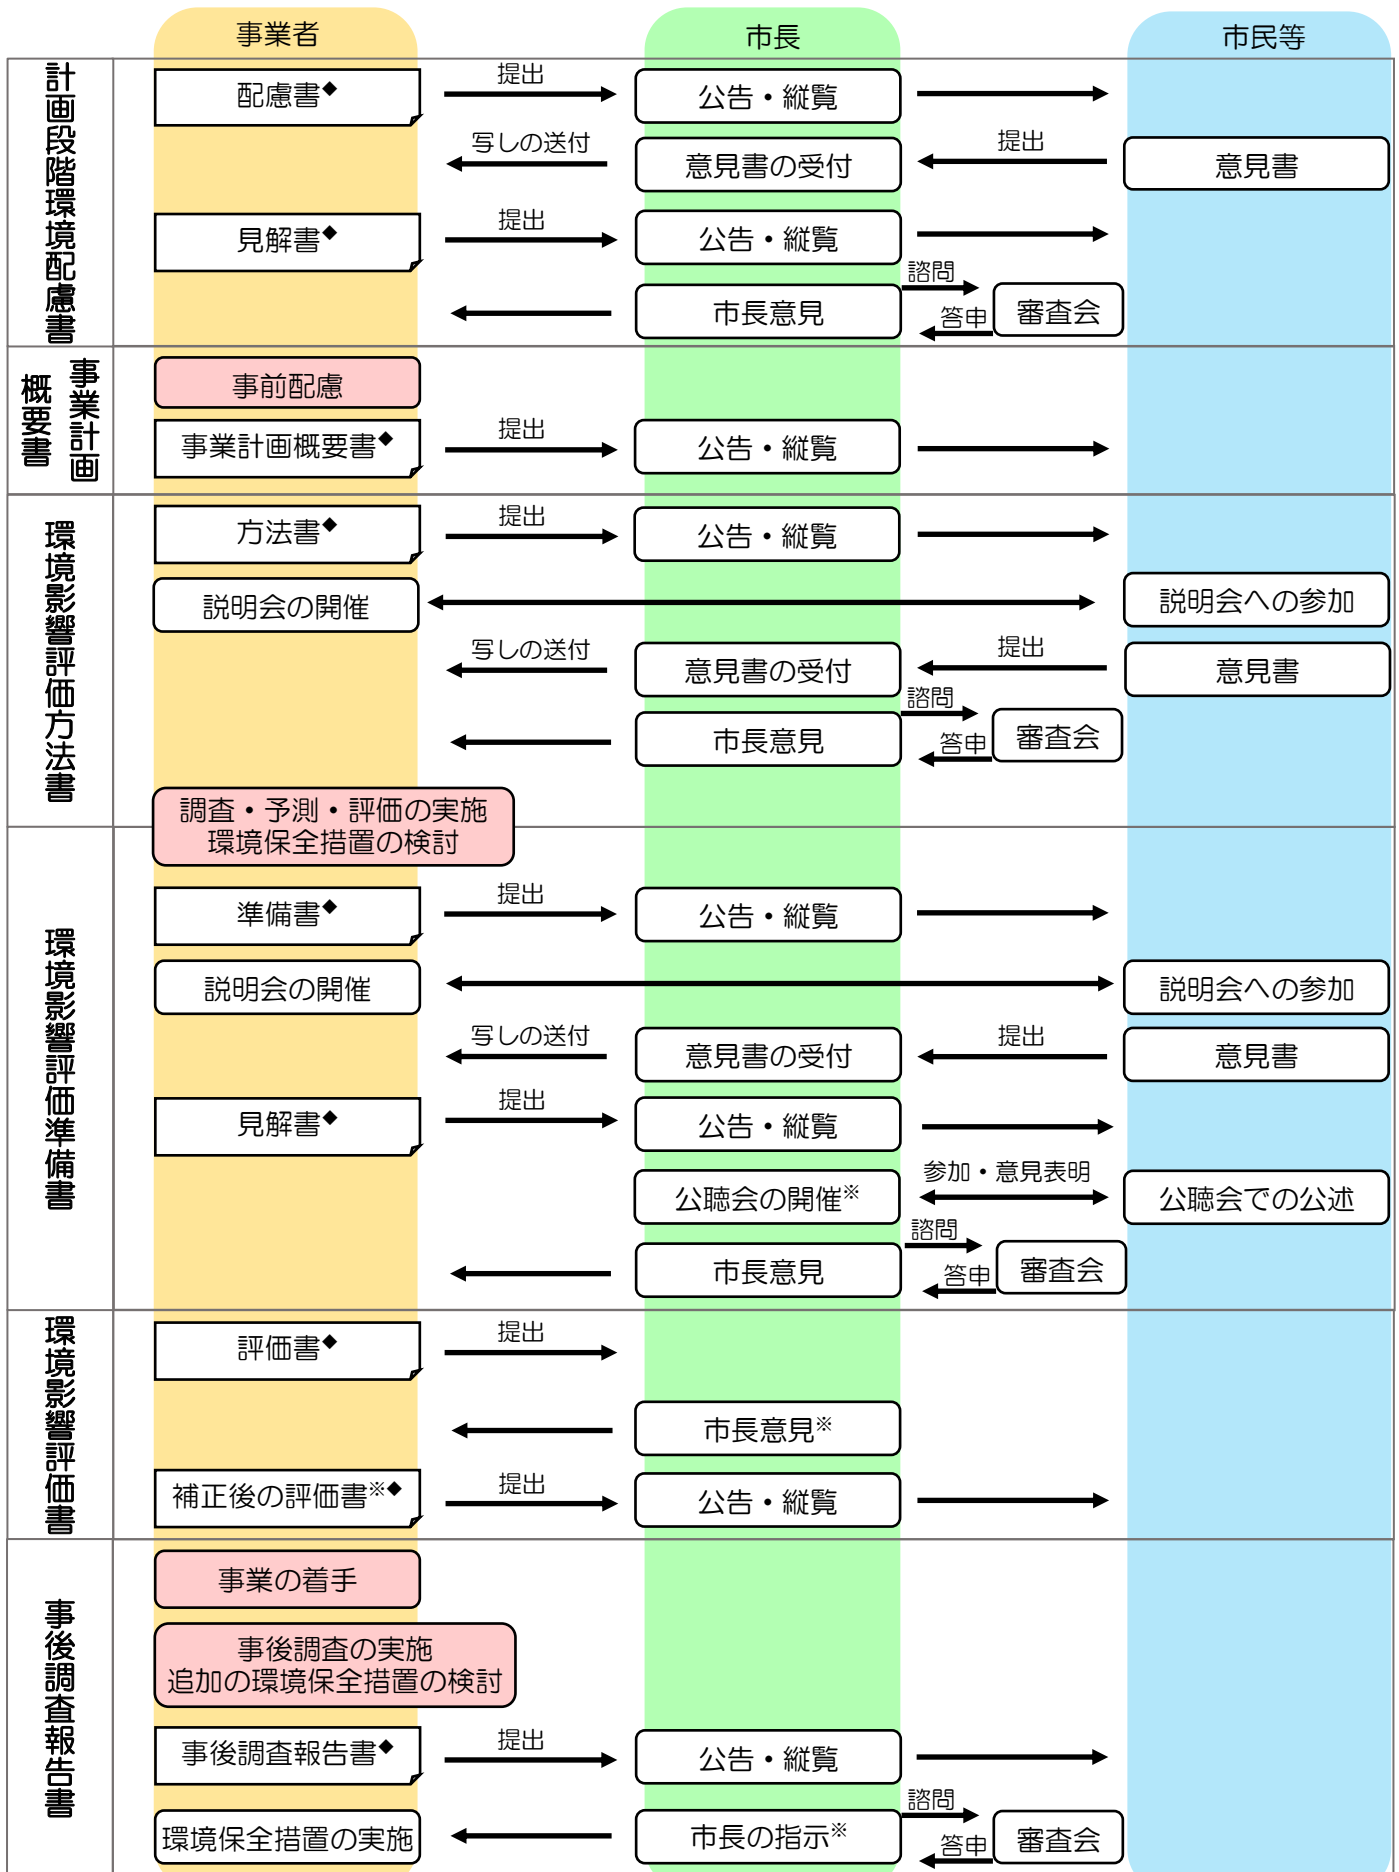 事業者
市長
市民等
計画段階環境配慮書
配慮書◆
提出
公告・縦覧
写しの送付
意見書の受付
提出
意見書
見解書◆
提出
公告・縦覧
諮問
市長意見
答申
審査会
事業計画
概要書
事前配慮
事業計画概要書◆
提出
公告・縦覧
環境影響評価方法書
方法書◆
提出
公告・縦覧
説明会の開催
説明会への参加
写しの送付
意見書の受付
提出
意見書
諮問
市長意見
答申
審査会
調査・予測・評価の実施
環境保全措置の検討
環境影響評価準備書
準備書◆
提出
公告・縦覧
説明会の開催
説明会への参加
写しの送付
意見書の受付
提出
意見書
見解書◆
提出
公告・縦覧
公聴会の開催※
参加・意見表明
公聴会での公述
諮問
市長意見
答申
審査会
環境影響評価書
評価書◆
提出
市長意見※
補正後の評価書※◆
提出
公告・縦覧
事後調査報告書
事業の着手
事後調査の実施
追加の環境保全措置の検討
事後調査報告書◆
提出
公告・縦覧
諮問
環境保全措置の実施
市長の指示※
答申
審査会